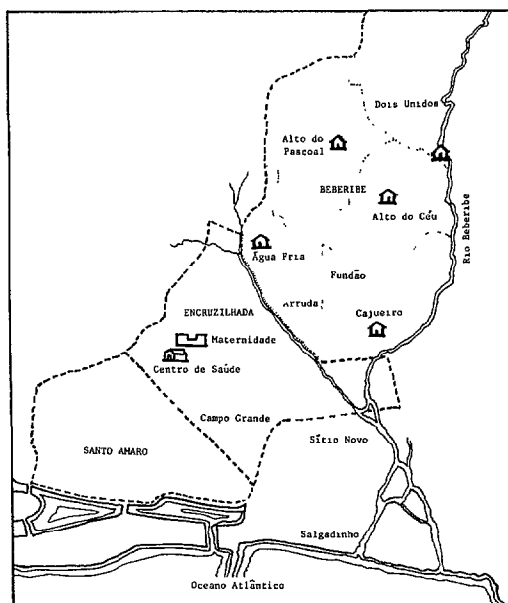 Dois Unidos
Alto do
Pascoal
BEBERIBE
Alto do Céu
Rio Beberibe
Água Fria
Fundão
Arruda
Cajueiro
ENCRUZILHADA
Maternidade
Centro de Saúde
Campo Grande
Sítio Novo
SANTO AMARO
Salgadinho
Oceano Atlântico